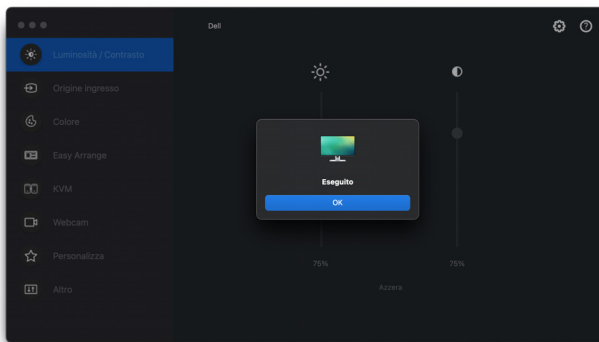 Dell
Luminosità / Contrasto
Origine ingresso
Colore
Easy Arrange
KVM
Webcam
Personalizza
Altro
Eseguito
OK
75%
75%
Azzera